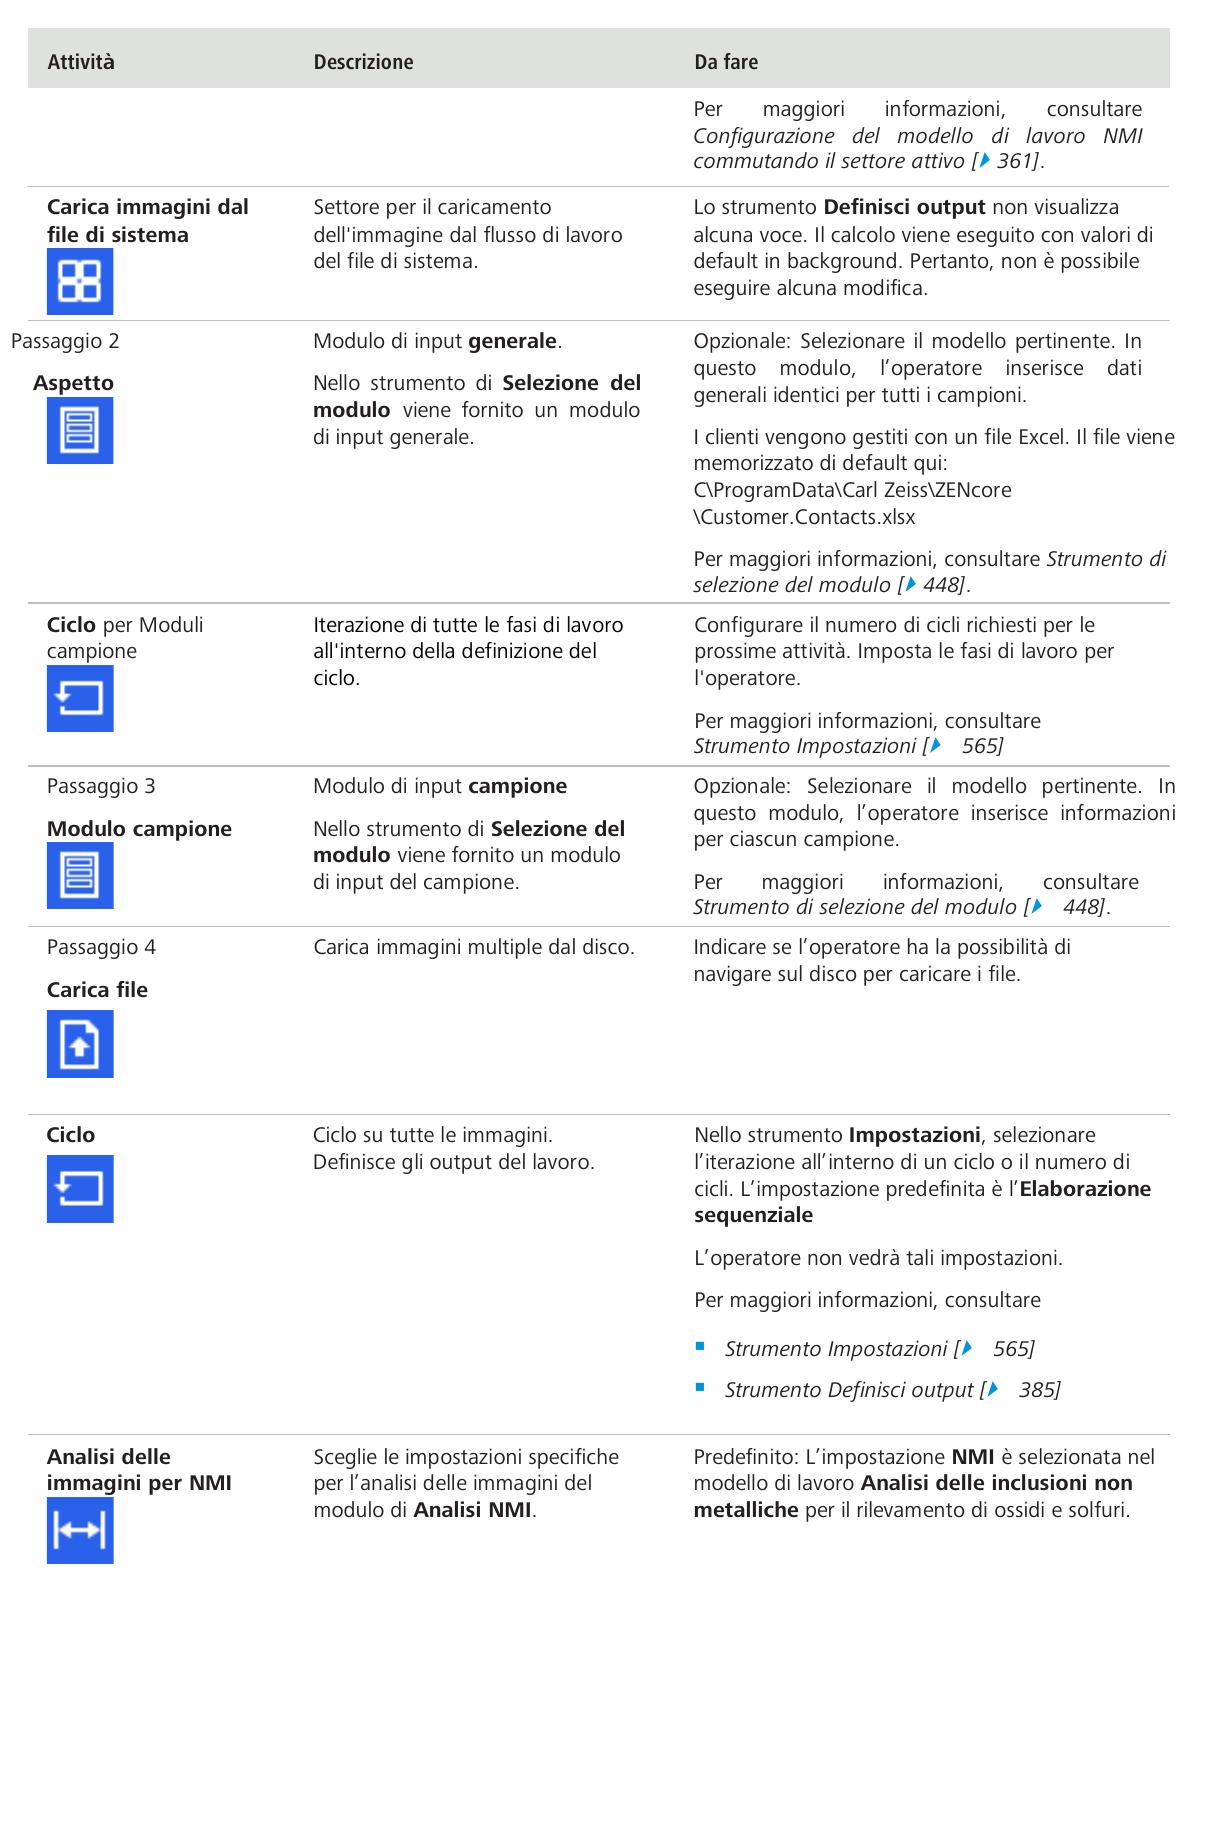 Attività
Descrizione
Da fare
Per maggiori informazioni, consultare
Configurazione del modello di lavoro NMI
commutando il settore attivo [ 361].
Carica immagini dal
file di sistema
Settore per il caricamento
dell'immagine dal flusso di lavoro
del file di sistema.
Lo strumento Definisci output non visualizza
alcuna voce. Il calcolo viene eseguito con valori di
default in background. Pertanto, non è possibile
eseguire alcuna modifica.
Passaggio 2
Aspetto
Modulo di input generale.
Nello strumento di Selezione del
modulo viene fornito un modulo
di input generale.
Opzionale: Selezionare il modello pertinente. In
questo modulo, l’operatore inserisce dati
generali identici per tutti i campioni.
I clienti vengono gestiti con un file Excel. Il file viene
memorizzato di default qui:
C\ProgramData\Carl Zeiss\ZENcore
\Customer.Contacts.xlsx
Per maggiori informazioni, consultare Strumento di
selezione del modulo [ 448].
Ciclo per Moduli
campione
Iterazione di tutte le fasi di lavoro
all'interno della definizione del
ciclo.
Configurare il numero di cicli richiesti per le
prossime attività. Imposta le fasi di lavoro per
l'operatore.
Per maggiori informazioni, consultare
Strumento Impostazioni [ 565]
Passaggio 3
Modulo campione
Modulo di input campione
Nello strumento di Selezione del
modulo viene fornito un modulo
di input del campione.
Opzionale: Selezionare il modello pertinente. In
questo modulo, l’operatore inserisce informazioni
per ciascun campione.
Per maggiori informazioni, consultare
Strumento di selezione del modulo [ 448].
Passaggio 4
Carica file
Carica immagini multiple dal disco.
Indicare se l’operatore ha la possibilità di
navigare sul disco per caricare i file.
Ciclo
Ciclo su tutte le immagini.
Definisce gli output del lavoro.
Nello strumento Impostazioni, selezionare
l’iterazione all’interno di un ciclo o il numero di
cicli. L’impostazione predefinita è l’Elaborazione
sequenziale
L’operatore non vedrà tali impostazioni.
Per maggiori informazioni, consultare
Strumento Impostazioni [ 565]
Strumento Definisci output [ 385]
Analisi delle
immagini per NMI
Sceglie le impostazioni specifiche
per l’analisi delle immagini del
modulo di Analisi NMI.
Predefinito: L’impostazione NMI è selezionata nel
modello di lavoro Analisi delle inclusioni non
metalliche per il rilevamento di ossidi e solfuri.